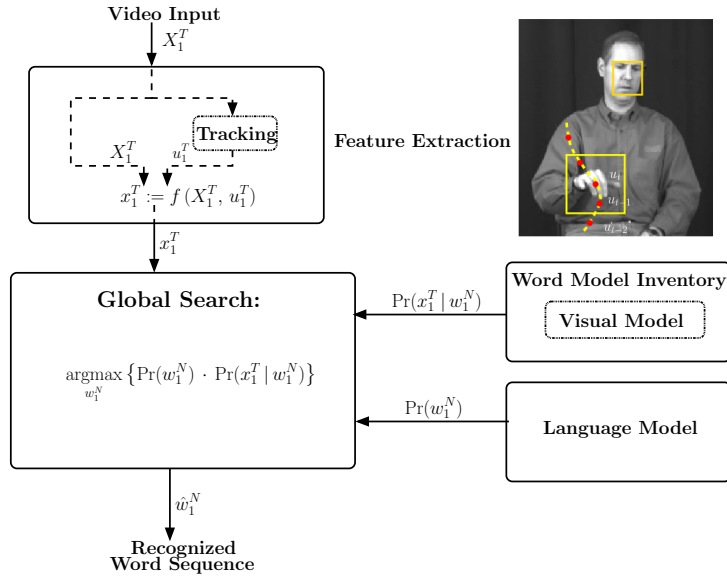 Video Input
X_1^T
Tracking
Feature Extraction
X_1^T
u_1^T
x_1^T := f (X_1^T, u_1^T)
u_t
u_{t-1}
u_{t-2}
x_1^T
Word Model Inventory
Global Search:
Pr(x_1^T | w_1^N)
Visual Model
argmax {Pr(w_1^N) · Pr(x_1^T | w_1^N)}
w_1^N
Pr(w_1^N)
Language Model
ŵ_1^N
Recognized
Word Sequence